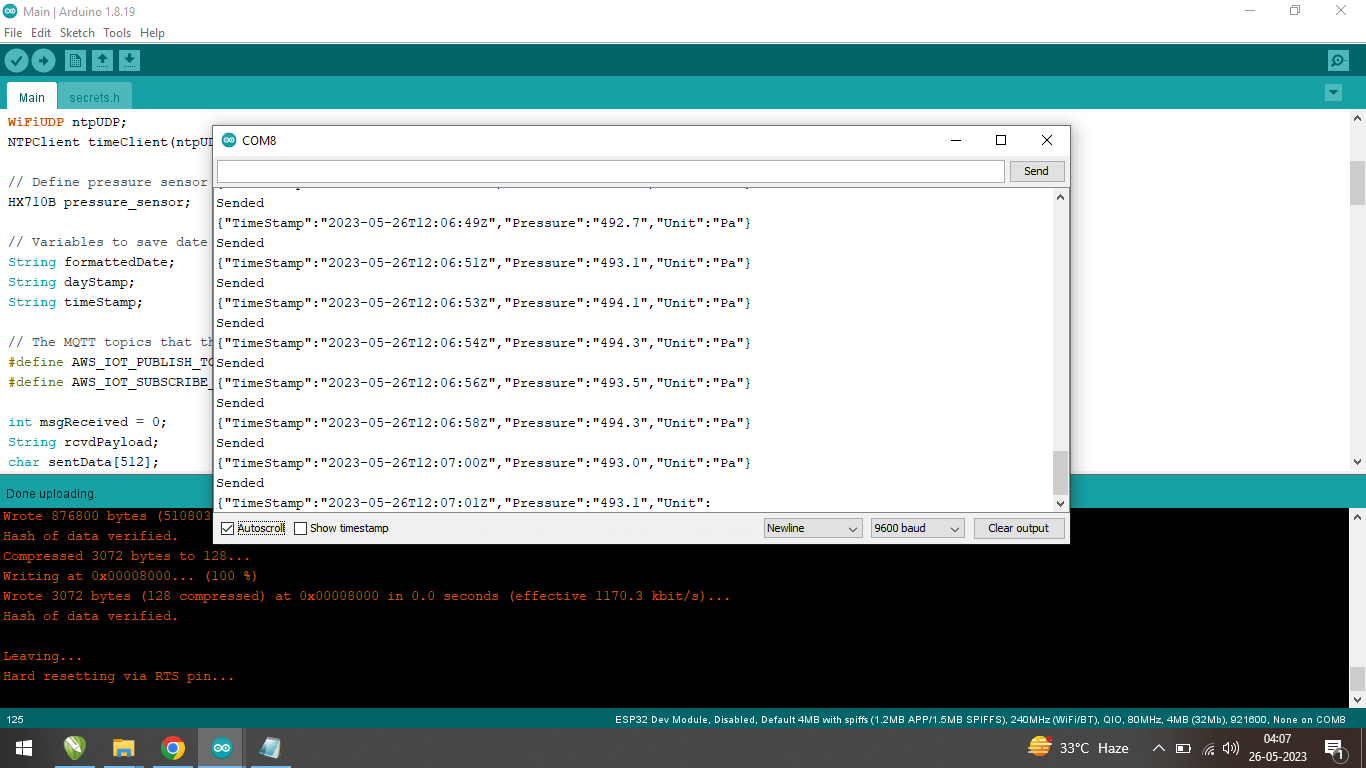 Main | Arduino 1.8.19
File Edit Sketch Tools Help
Main
secrets.h
WiFiUDP ntpUDP;
NTPClient timeClient(ntpUD
// Define pressure sensor
HX710B pressure_sensor;
// Variables to save date
String formattedDate;
String dayStamp;
String timeStamp;
// The MQTT topics that th
#define AWS_IOT_PUBLISH_TO
#define AWS_IOT_SUBSCRIBE_
int msgReceived = 0;
String rcvdPayload;
char sentData[512];
COM8
Send
Sended
{"TimeStamp":"2023-05-26T12:06:49Z","Pressure":"492.7","Unit":"Pa"}
Sended
{"TimeStamp":"2023-05-26T12:06:51Z","Pressure":"493.1","Unit":"Pa"}
Sended
{"TimeStamp":"2023-05-26T12:06:53Z","Pressure":"494.1","Unit":"Pa"}
Sended
{"TimeStamp":"2023-05-26T12:06:54Z","Pressure":"494.3","Unit":"Pa"}
Sended
{"TimeStamp":"2023-05-26T12:06:56Z","Pressure":"493.5","Unit":"Pa"}
Sended
{"TimeStamp":"2023-05-26T12:06:58Z","Pressure":"494.3","Unit":"Pa"}
Sended
{"TimeStamp":"2023-05-26T12:07:00Z","Pressure":"493.0","Unit":"Pa"}
Sended
{"TimeStamp":"2023-05-26T12:07:01Z","Pressure":"493.1","Unit":
Autoscroll Show timestamp Newline 9600 baud Clear output
Done uploading.
Wrote 876800 bytes (510803
Hash of data verified.
Compressed 3072 bytes to 128...
Writing at 0x00008000... (100 %)
Wrote 3072 bytes (128 compressed) at 0x00008000 in 0.0 seconds (effective 1170.3 kbit/s)...
Hash of data verified.
Leaving...
Hard resetting via RTS pin...
125 ESP32 Dev Module, Disabled, Default 4MB with spiffs (1.2MB APP/1.5MB SPIFFS), 240MHz (WiFi/BT), QIO, 80MHz, 4MB (32Mb), 921600, None on COM8
33°C Haze
04:07
26-05-2023
1